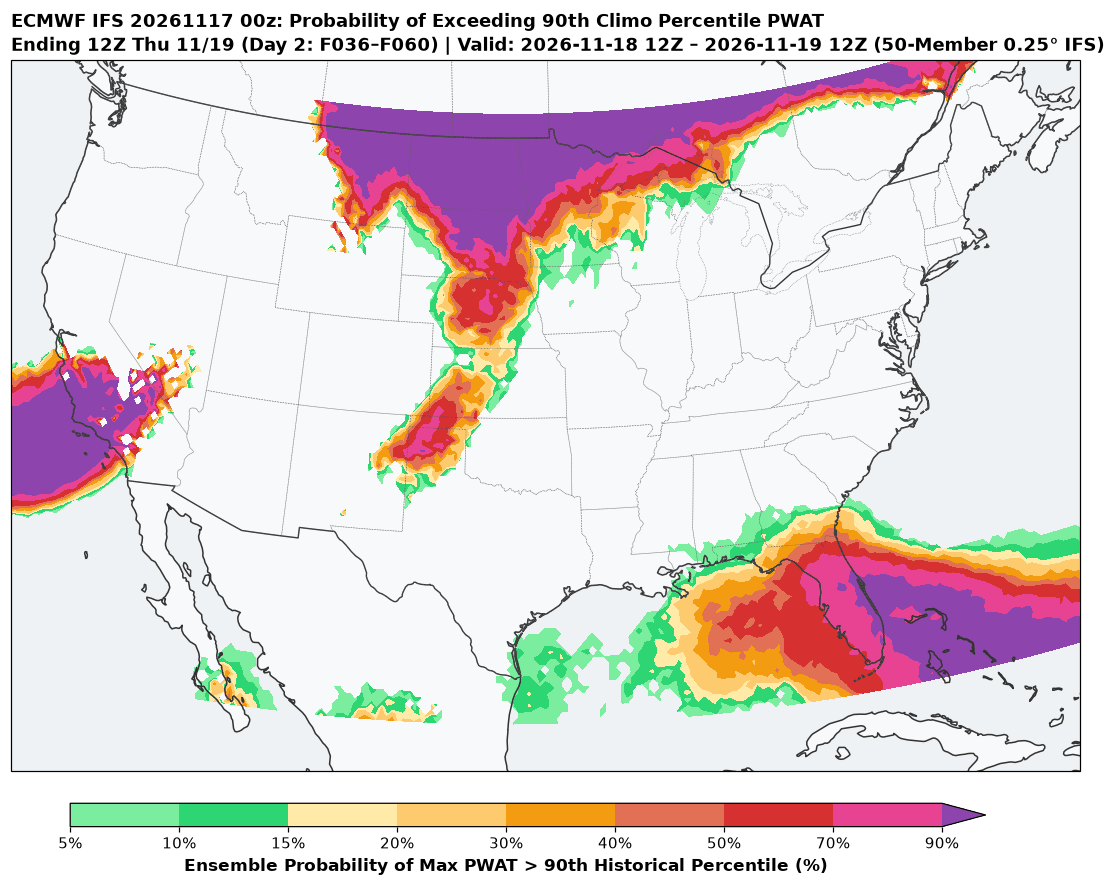 ECMWF IFS 20261117 00z: Probability of Exceeding 90th Climo Percentile PWAT
Ending 12Z Thu 11/19 (Day 2: F036–F060) | Valid: 2026-11-18 12Z – 2026-11-19 12Z (50-Member 0.25° IFS)
5% 10% 15% 20% 30% 40% 50% 70% 90%
Ensemble Probability of Max PWAT > 90th Historical Percentile (%)